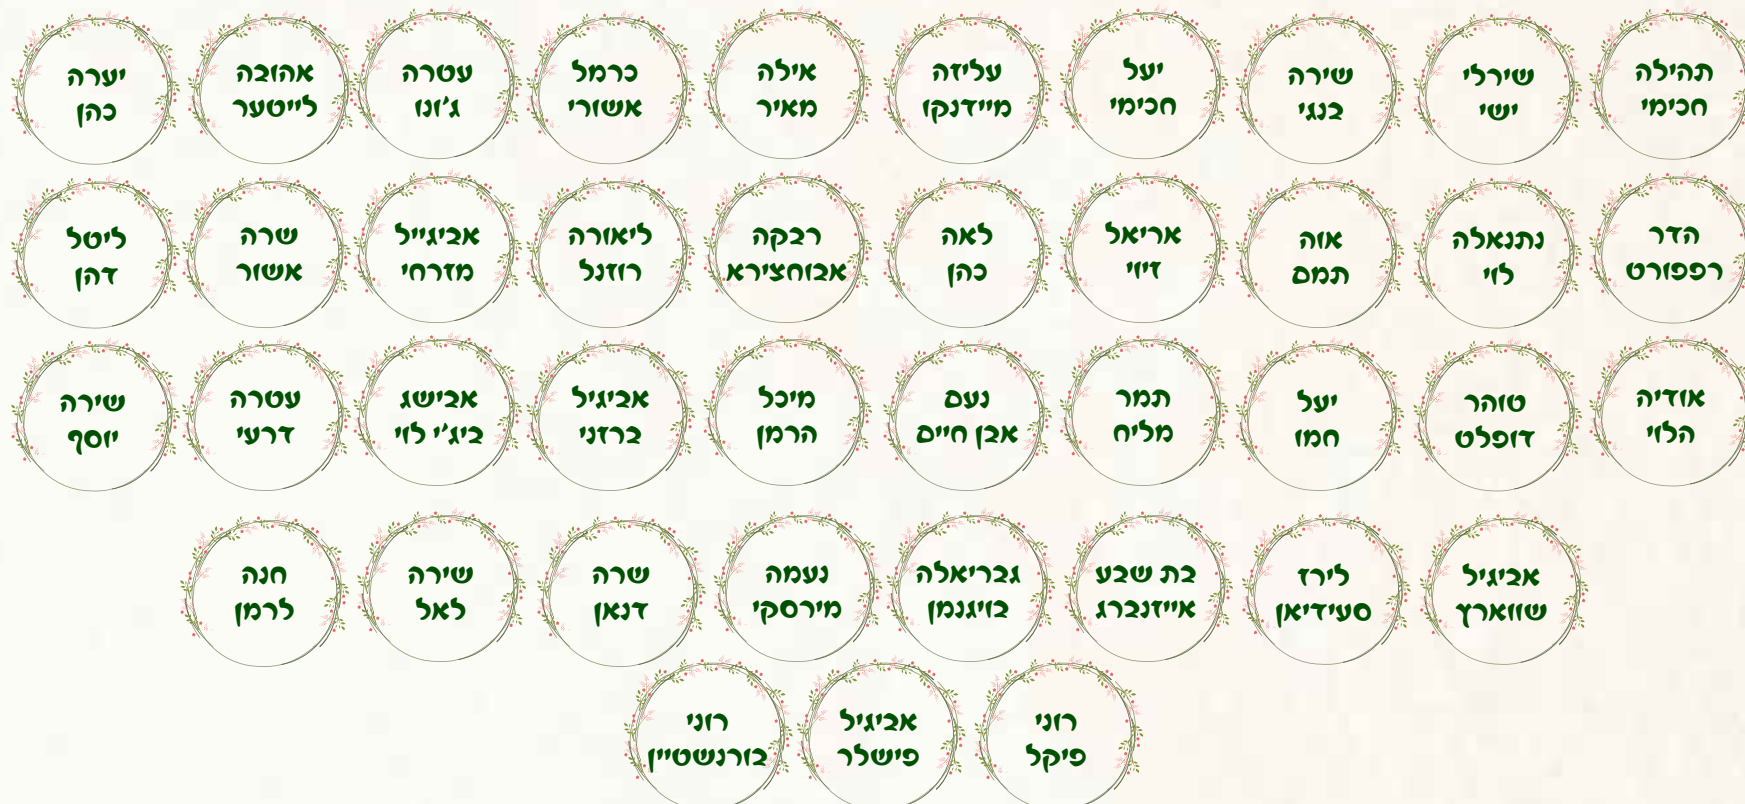 תהילה
חכימי
שירלי
ישי
שירה
בנגי
יעל
חכימי
עליזה
מיידנקו
אילה
מאיר
כרמל
אשורי
עטרה
ג'ונו
אהובה
לייטער
יערה
כהן
הדר
רפפורט
נתנאלה
לוי
אוה
תמם
אריאל
זיוי
לאה
כהן
רבקה
אבוחצירא
ליאורה
רוזנל
אביגייל
מזרחי
שרה
אשור
ליטל
דהן
אודיה
הלוי
טוהר
דופלט
יעל
חמו
תמר
מליח
נעם
אבן חיים
מיכל
הרמן
אביגיל
ברזני
אבישג
ביג'י לוי
עטרה
דרעי
שירה
יוסף
אביגיל
שווארץ
לירז
סעידיאן
בת שבע
אייזנברג
גבריאלה
בויגנמן
נעמה
מירסקי
שרה
דנאן
שירה
לאל
חנה
לרמן
רוני
פיקל
אביגיל
פישלר
רוני
בורנשטיין